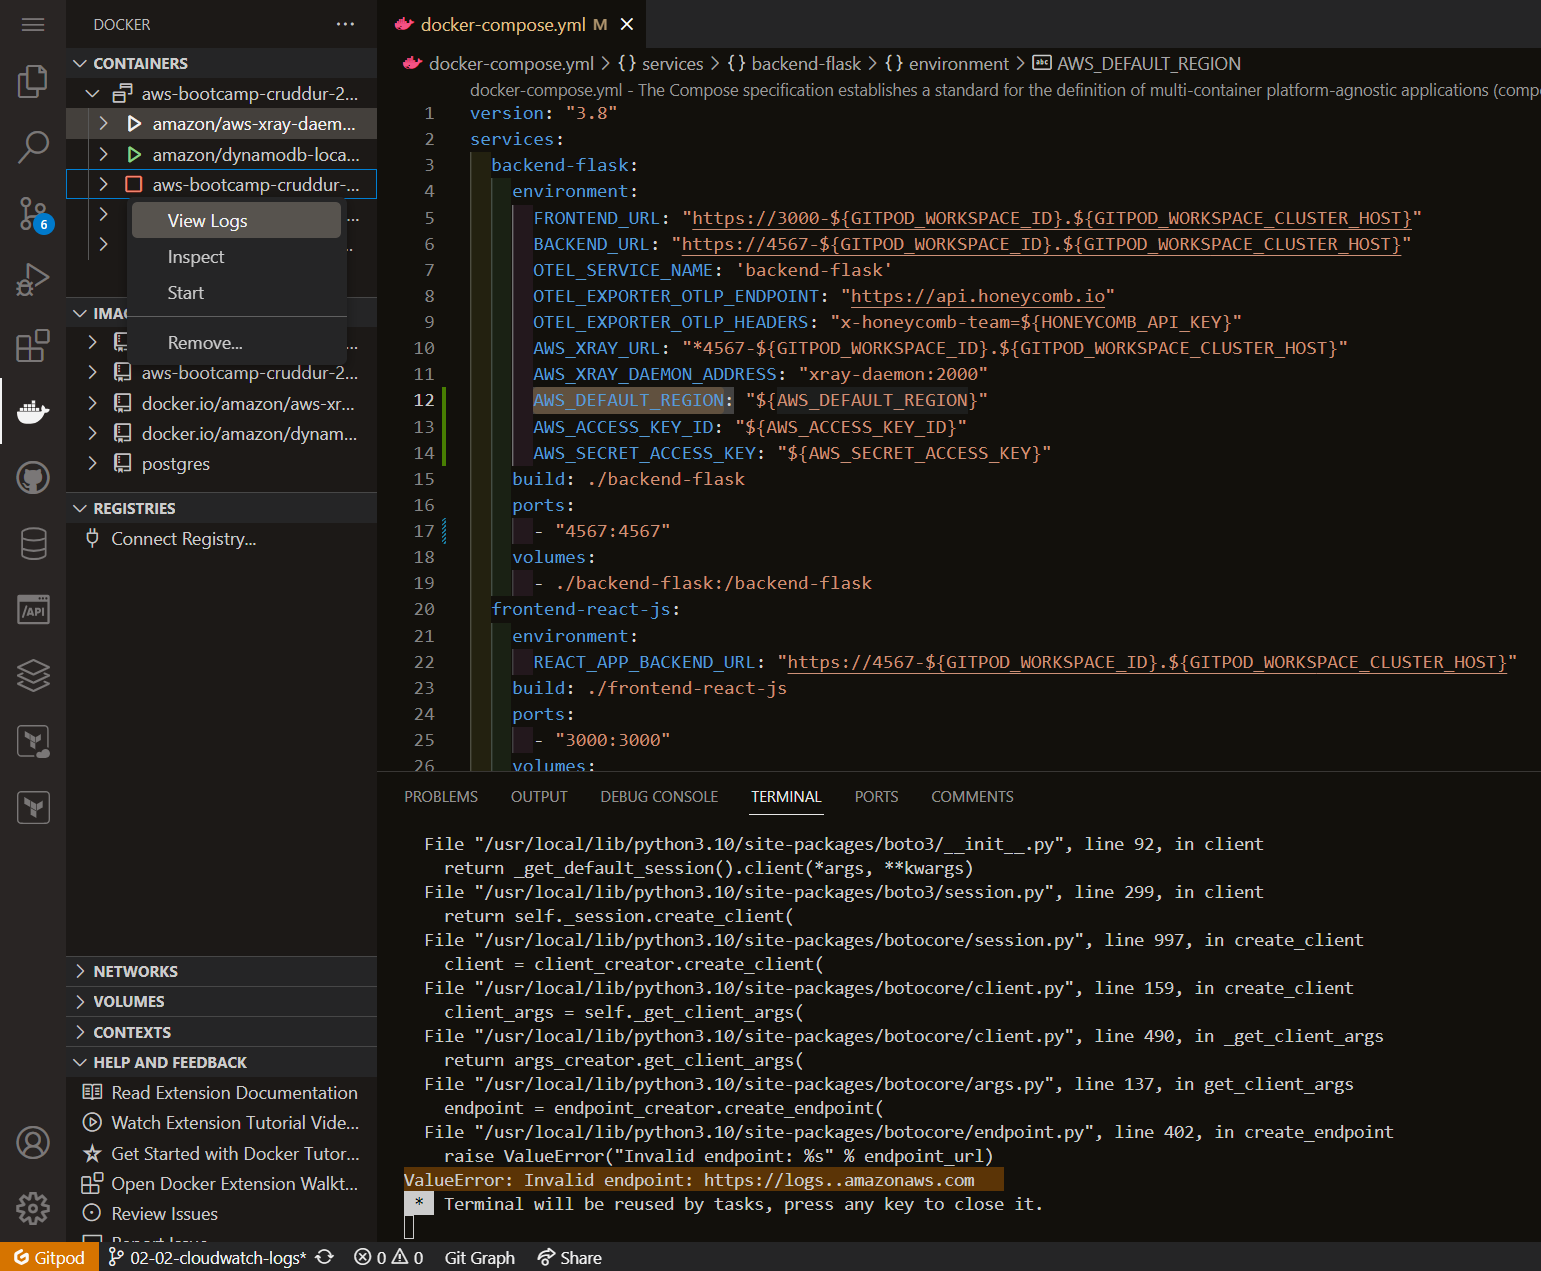 DOCKER
CONTAINERS
aws-bootcamp-cruddur-2...
amazon/aws-xray-daem...
amazon/dynamodb-loca...
aws-bootcamp-cruddur-...
...
.
View Logs
Inspect
Start
Remove...
IMA
...
aws-bootcamp-cruddur-2...
docker.io/amazon/aws-xr...
docker.io/amazon/dynam...
postgres
REGISTRIES
Connect Registry...
NETWORKS
VOLUMES
CONTEXTS
HELP AND FEEDBACK
Read Extension Documentation
Watch Extension Tutorial Vide...
Get Started with Docker Tutor...
Open Docker Extension Walkt...
Review Issues
Report Issue
6
/API
docker-compose.yml M
docker-compose.yml > {} services > {} backend-flask > {} environment > abc AWS_DEFAULT_REGION
docker-compose.yml - The Compose specification establishes a standard for the definition of multi-container platform-agnostic applications (comp
1 version: "3.8"
2 services:
3 backend-flask:
4 environment:
5 FRONTEND_URL: "https://3000-${GITPOD_WORKSPACE_ID}.${GITPOD_WORKSPACE_CLUSTER_HOST}"
6 BACKEND_URL: "https://4567-${GITPOD_WORKSPACE_ID}.${GITPOD_WORKSPACE_CLUSTER_HOST}"
7 OTEL_SERVICE_NAME: 'backend-flask'
8 OTEL_EXPORTER_OTLP_ENDPOINT: "https://api.honeycomb.io"
9 OTEL_EXPORTER_OTLP_HEADERS: "x-honeycomb-team=${HONEYCOMB_API_KEY}"
10 AWS_XRAY_URL: "*4567-${GITPOD_WORKSPACE_ID}.${GITPOD_WORKSPACE_CLUSTER_HOST}"
11 AWS_XRAY_DAEMON_ADDRESS: "xray-daemon:2000"
12 AWS_DEFAULT_REGION: "${AWS_DEFAULT_REGION}"
13 AWS_ACCESS_KEY_ID: "${AWS_ACCESS_KEY_ID}"
14 AWS_SECRET_ACCESS_KEY: "${AWS_SECRET_ACCESS_KEY}"
15 build: ./backend-flask
16 ports:
17 - "4567:4567"
18 volumes:
19 - ./backend-flask:/backend-flask
20 frontend-react-js:
21 environment:
22 REACT_APP_BACKEND_URL: "https://4567-${GITPOD_WORKSPACE_ID}.${GITPOD_WORKSPACE_CLUSTER_HOST}"
23 build: ./frontend-react-js
24 ports:
25 - "3000:3000"
26 volumes:
PROBLEMS OUTPUT DEBUG CONSOLE TERMINAL PORTS COMMENTS
File "/usr/local/lib/python3.10/site-packages/boto3/__init__.py", line 92, in client
return _get_default_session().client(*args, **kwargs)
File "/usr/local/lib/python3.10/site-packages/boto3/session.py", line 299, in client
return self._session.create_client(
File "/usr/local/lib/python3.10/site-packages/botocore/session.py", line 997, in create_client
client = client_creator.create_client(
File "/usr/local/lib/python3.10/site-packages/botocore/client.py", line 159, in create_client
client_args = self._get_client_args(
File "/usr/local/lib/python3.10/site-packages/botocore/client.py", line 490, in _get_client_args
return args_creator.get_client_args(
File "/usr/local/lib/python3.10/site-packages/botocore/args.py", line 137, in get_client_args
endpoint = endpoint_creator.create_endpoint(
File "/usr/local/lib/python3.10/site-packages/botocore/endpoint.py", line 402, in create_endpoint
raise ValueError("Invalid endpoint: %s" % endpoint_url)
ValueError: Invalid endpoint: https://logs..amazonaws.com
* Terminal will be reused by tasks, press any key to close it.
Gitpod 02-02-cloudwatch-logs* 0 0 Git Graph Share